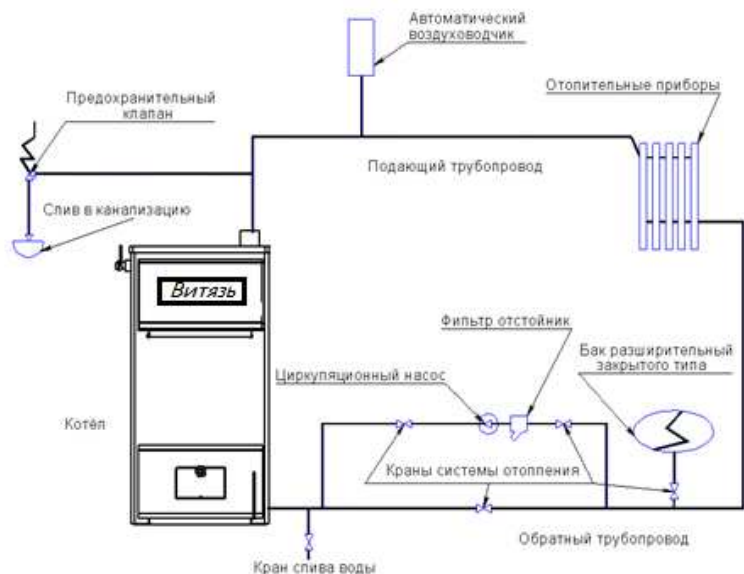 Автоматический
воздуховодчик
Предохранительный
клапан
Отопительные приборы
Подающий трубопровод
Слив в канализацию
Витязь
Фильтр отстойник
Бак разширительный
закрытого типа
Циркуляционный насос
Котёл
Краны системы отопления
Обратный трубопровод
Кран слива воды